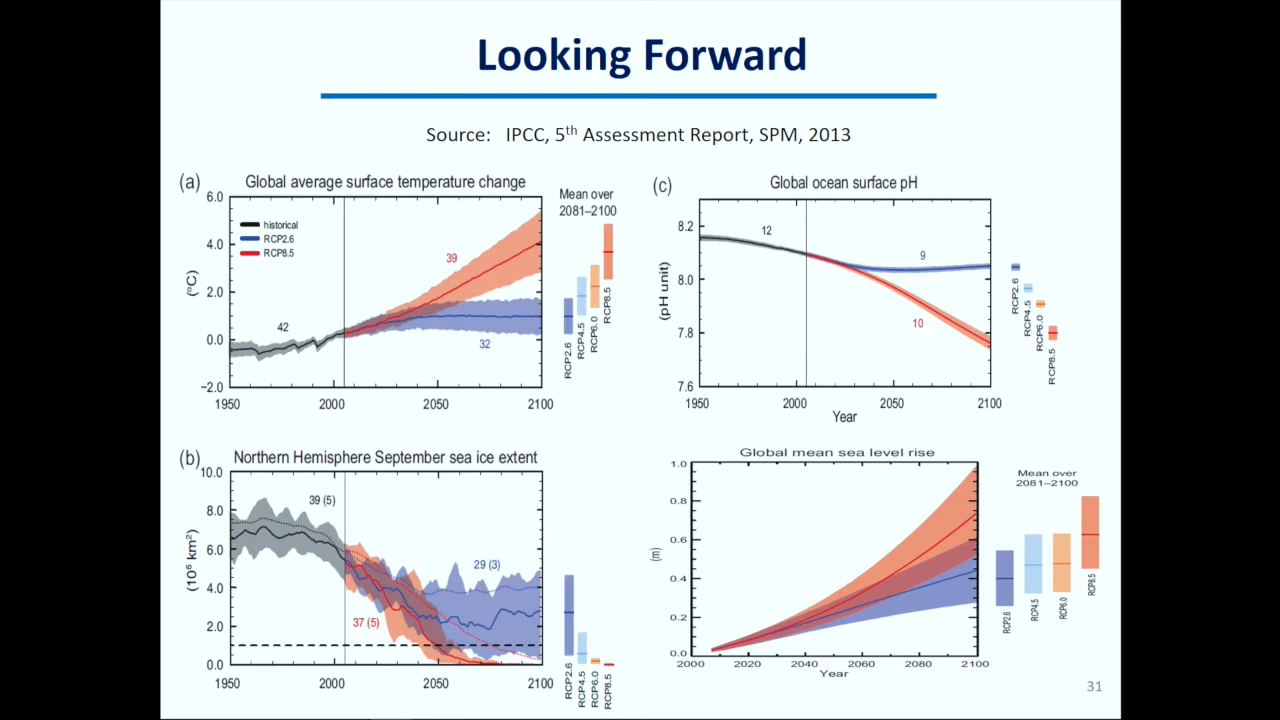 Looking Forward
Source: IPCC, 5th Assessment Report, SPM, 2013
(a)
Global average surface temperature change
6.0
4.0
2.0
0.0
−2.0
(°C)
historical
RCP2.6
RCP8.5
42
39
32
1950
2000
2050
2100
Mean over
2081–2100
RCP2.6
RCP4.5
RCP6.0
RCP8.5
(c)
Global ocean surface pH
8.2
8.0
7.8
7.6
(pH unit)
12
9
10
1950
2000
2050
2100
Year
RCP2.6
RCP4.5
RCP6.0
RCP8.5
(b)
Northern Hemisphere September sea ice extent
10.0
8.0
6.0
4.0
2.0
0.0
(10⁶ km²)
39 (5)
29 (3)
37 (5)
1950
2000
2050
2100
RCP2.6
RCP4.5
RCP6.0
RCP8.5
Global mean sea level rise
1.0
0.8
0.6
0.4
0.2
0.0
(m)
2000
2020
2040
2060
2080
2100
Year
Mean over
2081–2100
RCP2.6
RCP4.5
RCP6.0
RCP8.5
31